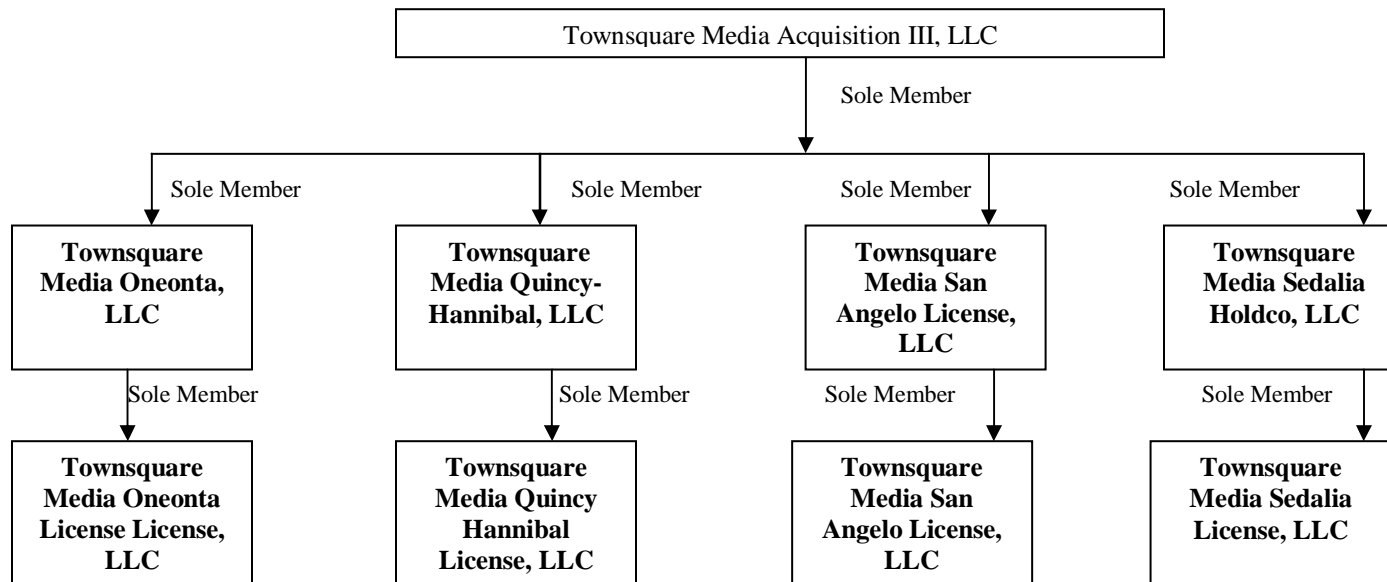 Townsquare Media Acquisition III, LLC
Sole Member
Sole Member
Sole Member
Sole Member
Sole Member
Townsquare
Media Oneonta,
LLC
Townsquare
Media Quincy-
Hannibal, LLC
Townsquare
Media San
Angelo License,
LLC
Townsquare
Media Sedalia
Holdco, LLC
Sole Member
Sole Member
Sole Member
Sole Member
Townsquare
Media Oneonta
License License,
LLC
Townsquare
Media Quincy
Hannibal
License, LLC
Townsquare
Media San
Angelo License,
LLC
Townsquare
Media Sedalia
License, LLC